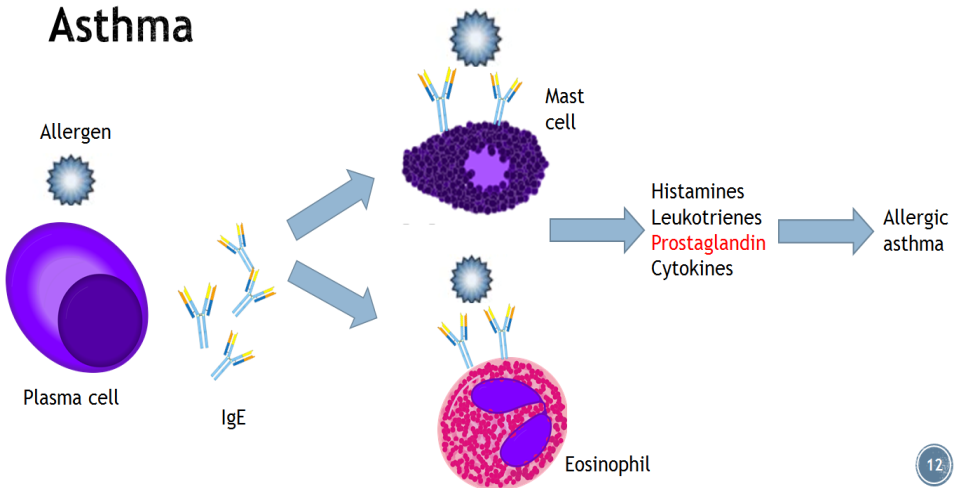 Asthma
Allergen
Plasma cell
IgE
Mast
cell
Eosinophil
Histamines
Leukotrienes
Prostaglandin
Cytokines
Allergic
asthma
12